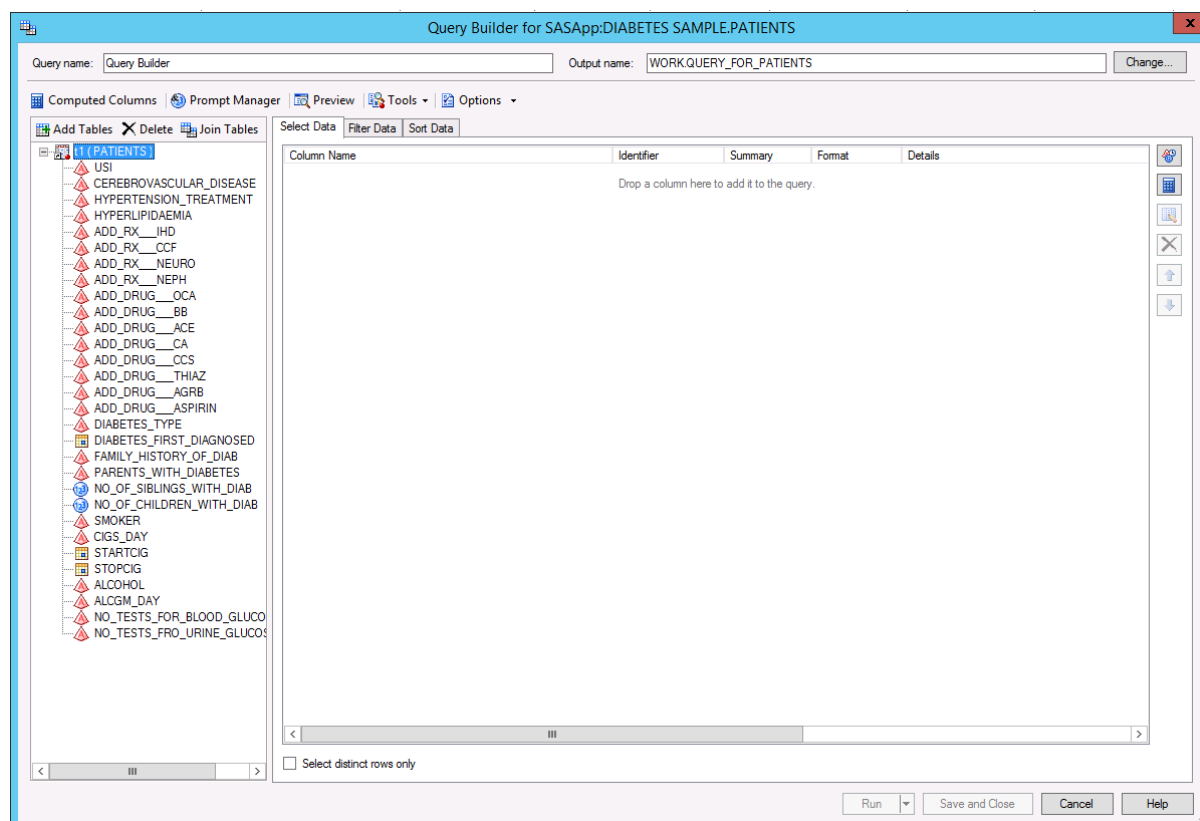 Query Builder for SASApp:DIABETES SAMPLE.PATIENTS
x
Query name: Query Builder Output name: WORK.QUERY_FOR_PATIENTS Change...
Computed Columns Prompt Manager Preview Tools Options
Add Tables Delete Join Tables
Select Data Filter Data Sort Data
t1 (PATIENTS)
USI
CEREBROVASCULAR_DISEASE
HYPERTENSION_TREATMENT
HYPERLIPIDAEMIA
ADD_RX___IHD
ADD_RX___CCF
ADD_RX___NEURO
ADD_RX___NEPH
ADD_DRUG___OCA
ADD_DRUG___BB
ADD_DRUG___ACE
ADD_DRUG___CA
ADD_DRUG___CCS
ADD_DRUG___THIAZ
ADD_DRUG___AGRB
ADD_DRUG___ASPIRIN
DIABETES_TYPE
DIABETES_FIRST_DIAGNOSED
FAMILY_HISTORY_OF_DIAB
PARENTS_WITH_DIABETES
NO_OF_SIBLINGS_WITH_DIAB
NO_OF_CHILDREN_WITH_DIAB
SMOKER
CIGS_DAY
STARTCIG
STOPCIG
ALCOHOL
ALCGM_DAY
NO_TESTS_FOR_BLOOD_GLUCO
NO_TESTS_FRO_URINE_GLUCOS
Column Name Identifier Summary Format Details
Drop a column here to add it to the query.
Select distinct rows only
Run Save and Close Cancel Help